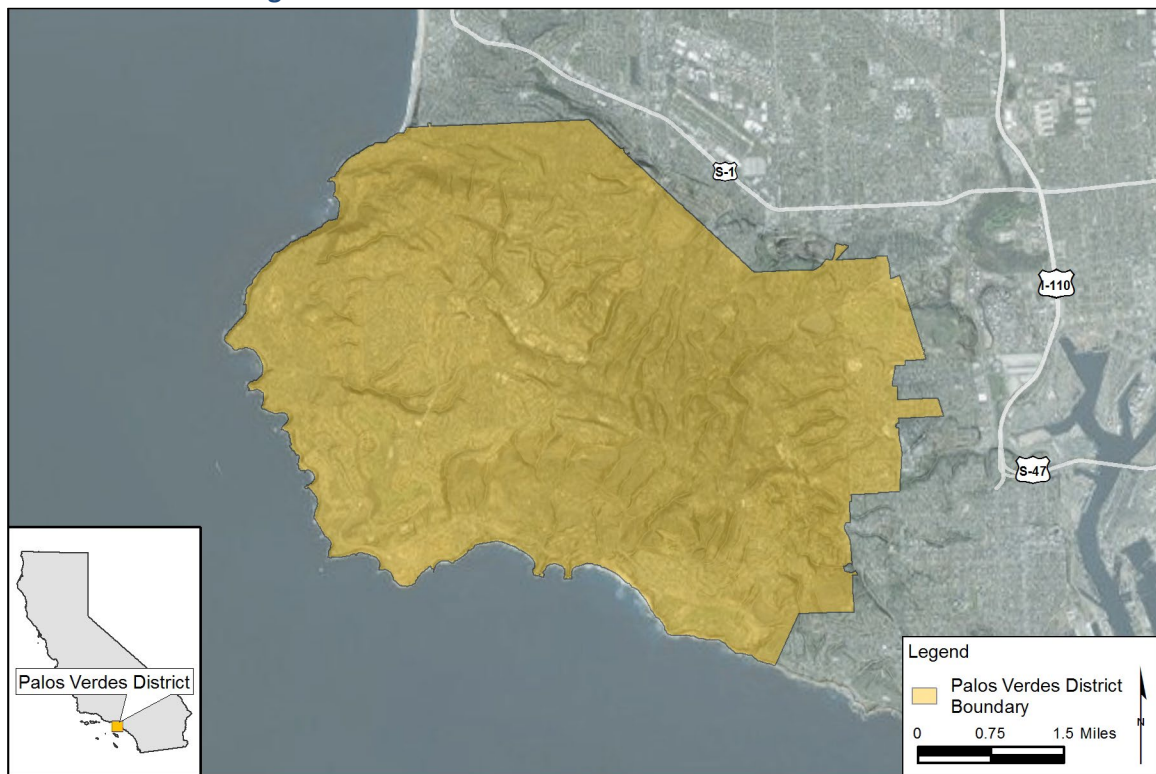 S-1
I-110
S-47
Palos Verdes District
Legend
Palos Verdes District
Boundary
0 0.75 1.5 Miles
N